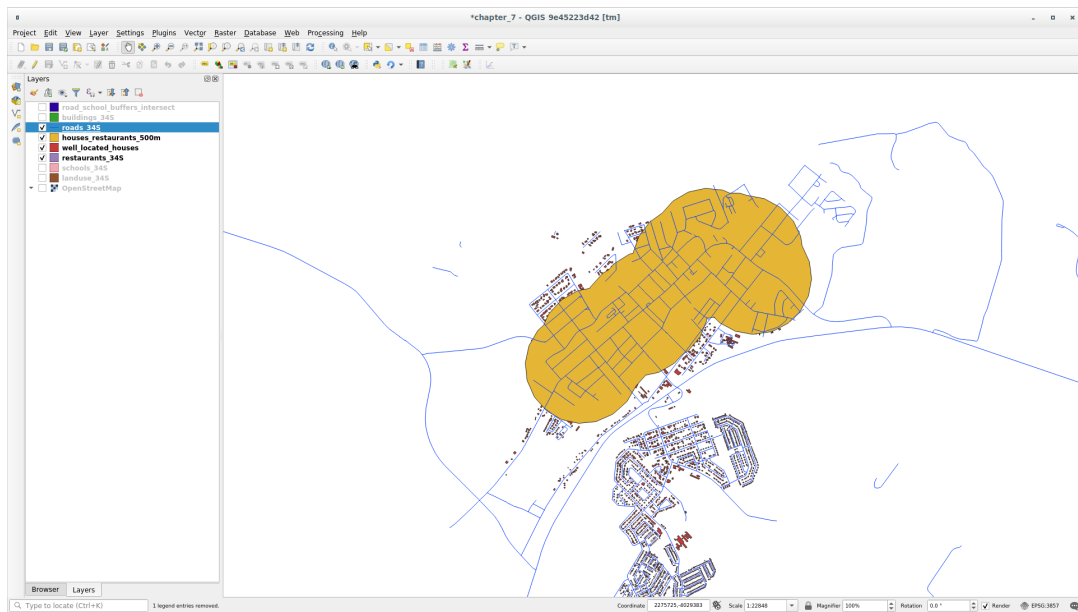 *chapter_7 - QGIS 9e45223d42 [tm]
Project Edit View Layer Settings Plugins Vector Raster Database Web Processing Help
Layers
road_school_buffers_intersect
buildings_34S
roads_34S
houses_restaurants_500m
well_located_houses
restaurants_34S
schools_34S
landuse_34S
OpenStreetMap
Browser Layers
Type to locate (Ctrl+K) 1 legend entries removed. Coordinate 2275725,-4029383 Scale 1:22848 Magnifier 100% Rotation 0.0 ° Render EPSG:3857